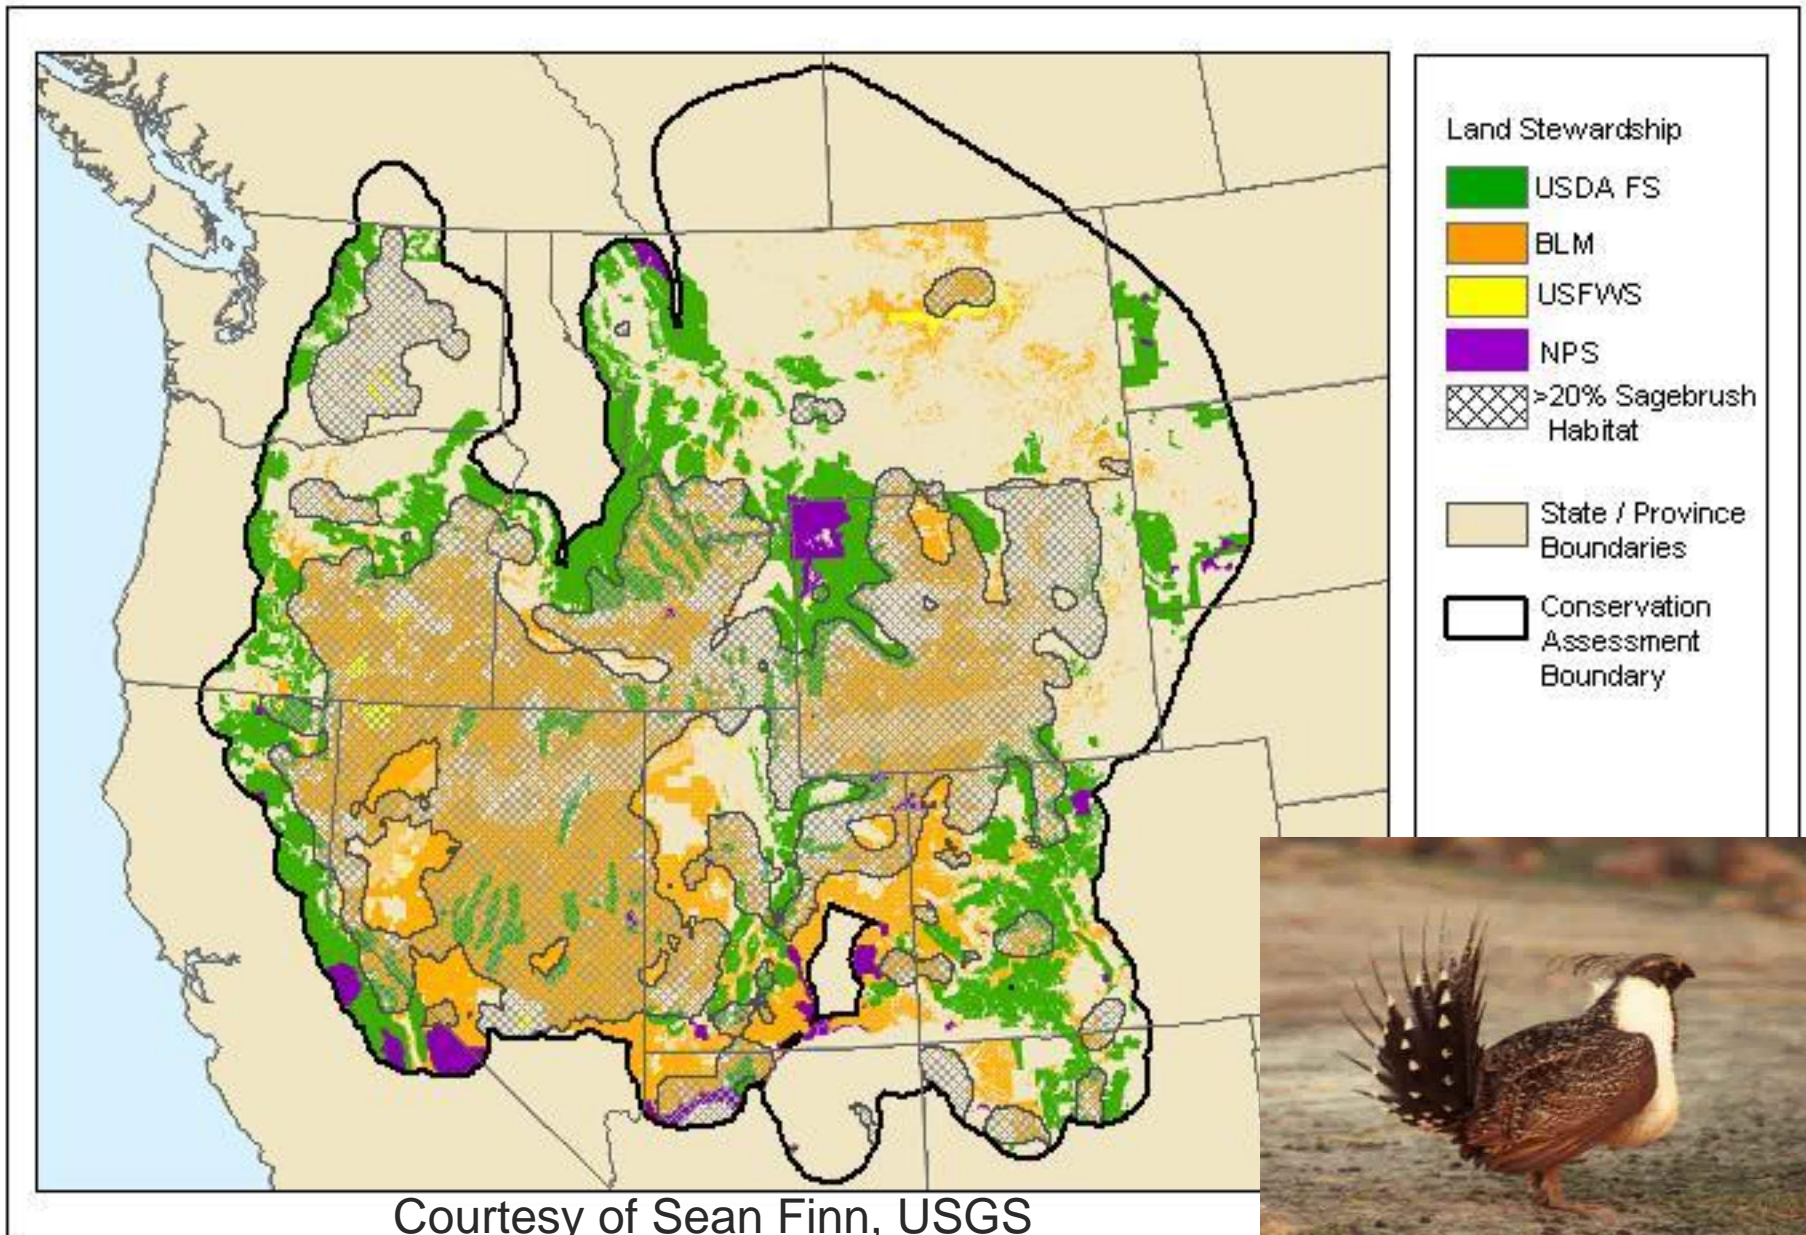 Land Stewardship
USDA FS
BLM
USFWS
NPS
>20% Sagebrush
Habitat
State / Province
Boundaries
Conservation
Assessment
Boundary
Courtesy of Sean Finn, USGS